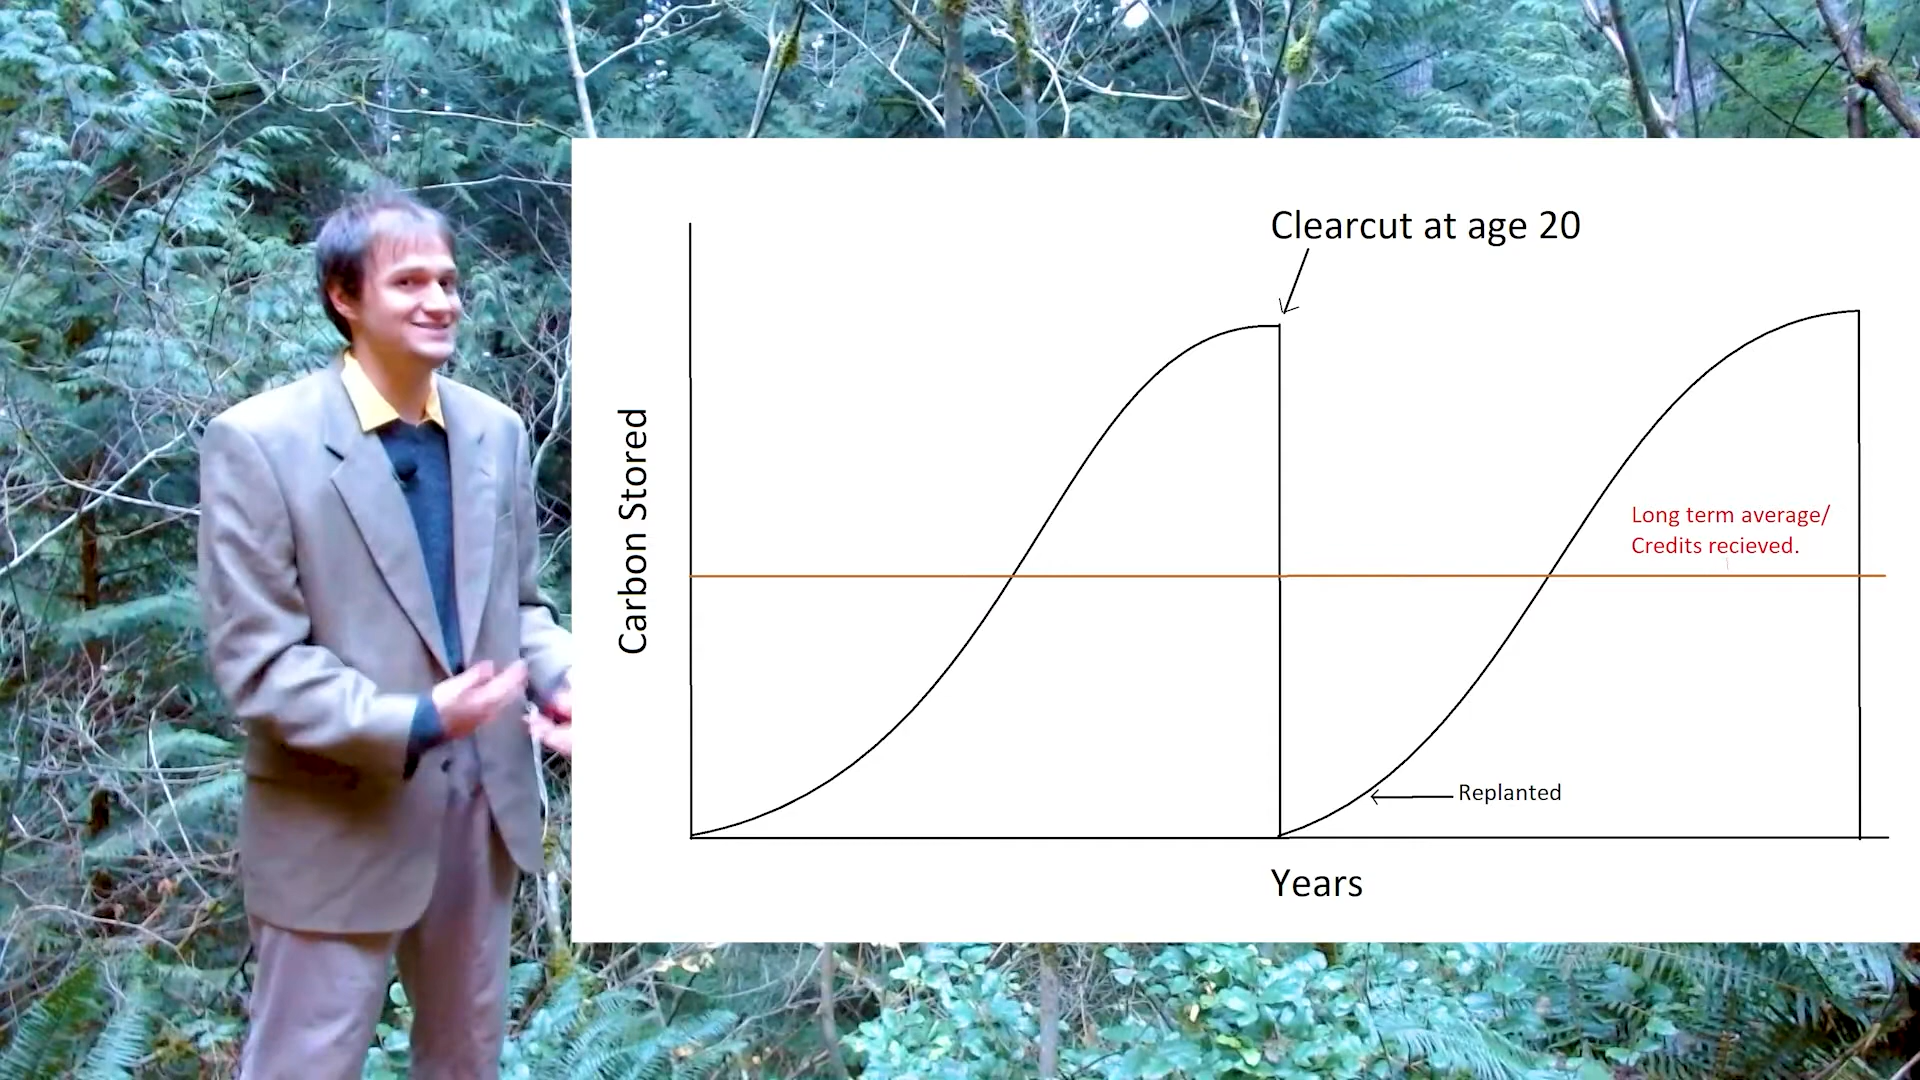 Clearcut at age 20
Carbon Stored
Long term average/
Credits recieved.
Replanted
Years